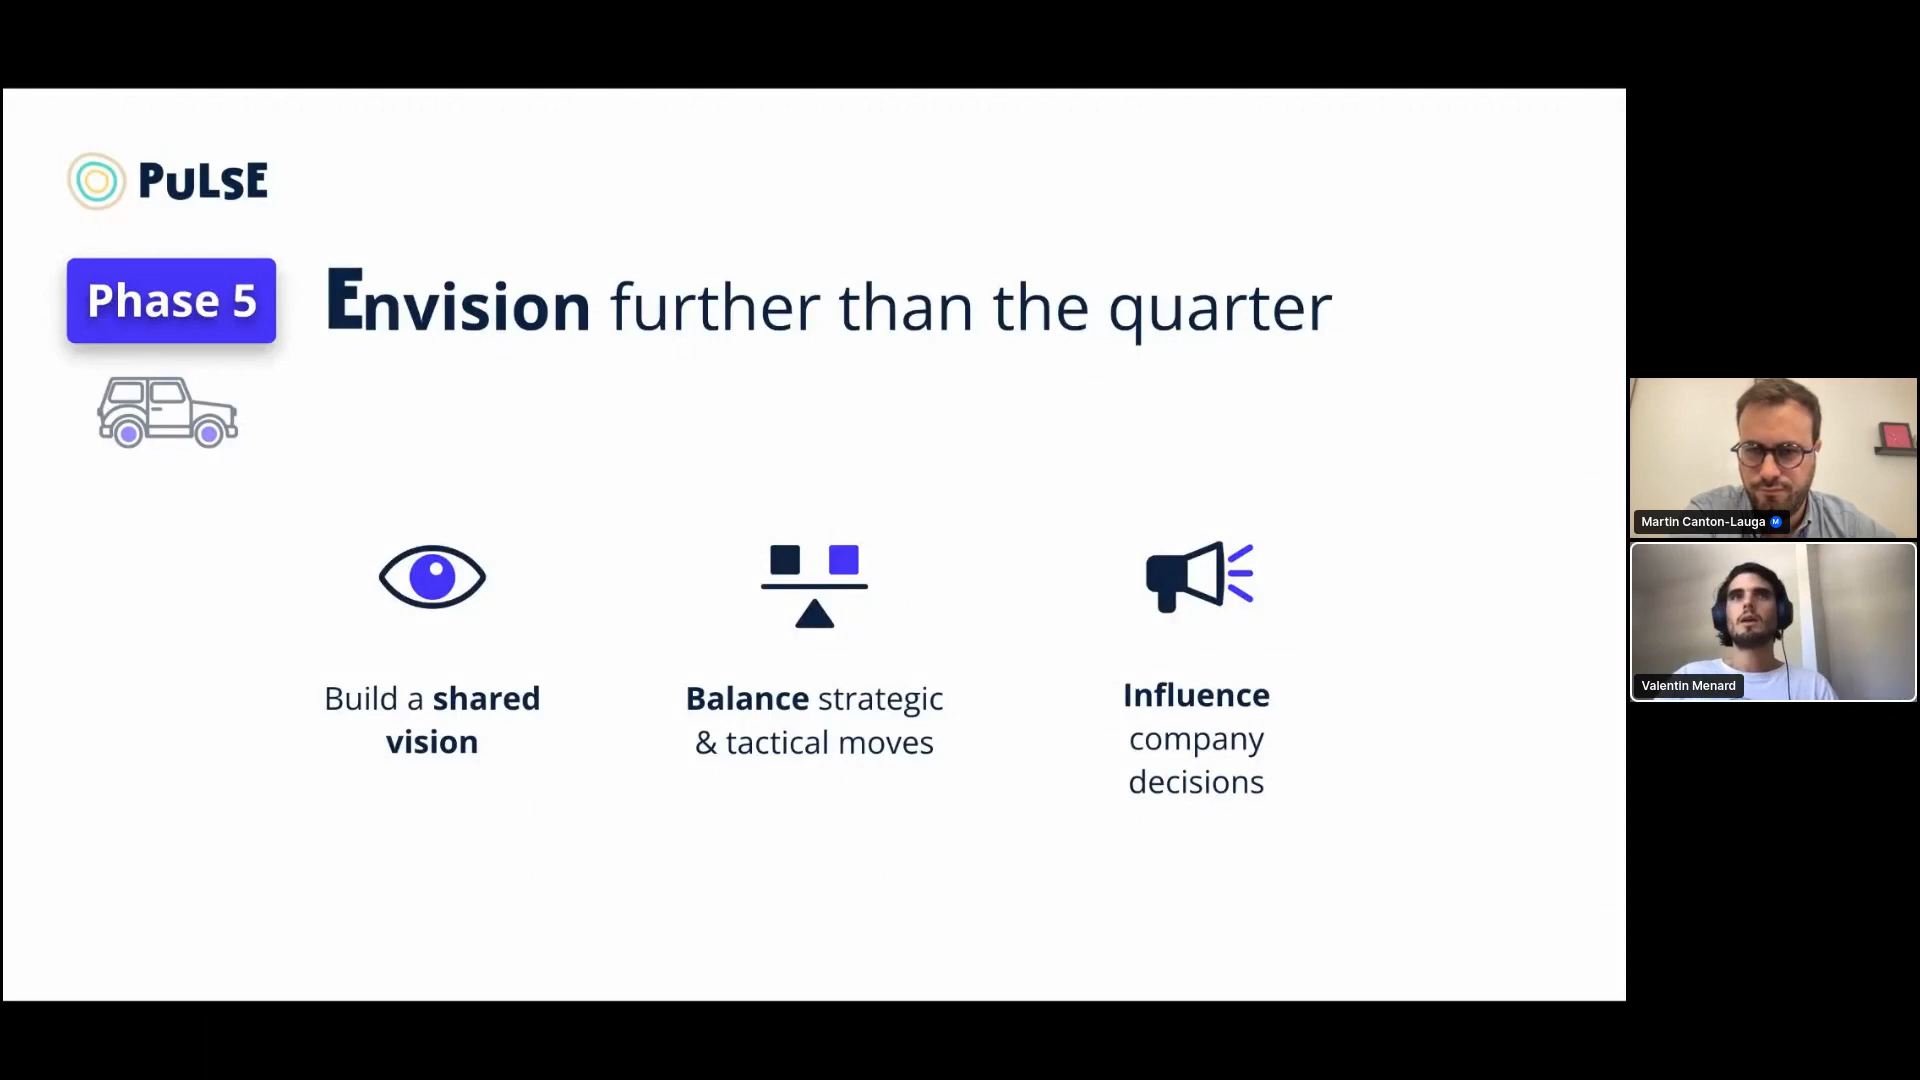 PULSE
Phase 5
Envision further than the quarter
Build a shared
vision
Balance strategic
& tactical moves
Influence
company
decisions
Martin Canton-Lauga M
Valentin Menard